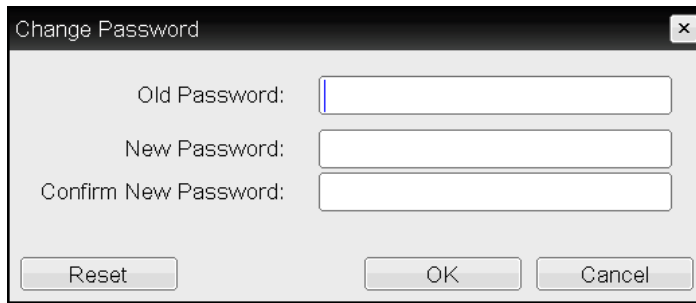 Change Password
Old Password:
New Password:
Confirm New Password:
Reset OK Cancel